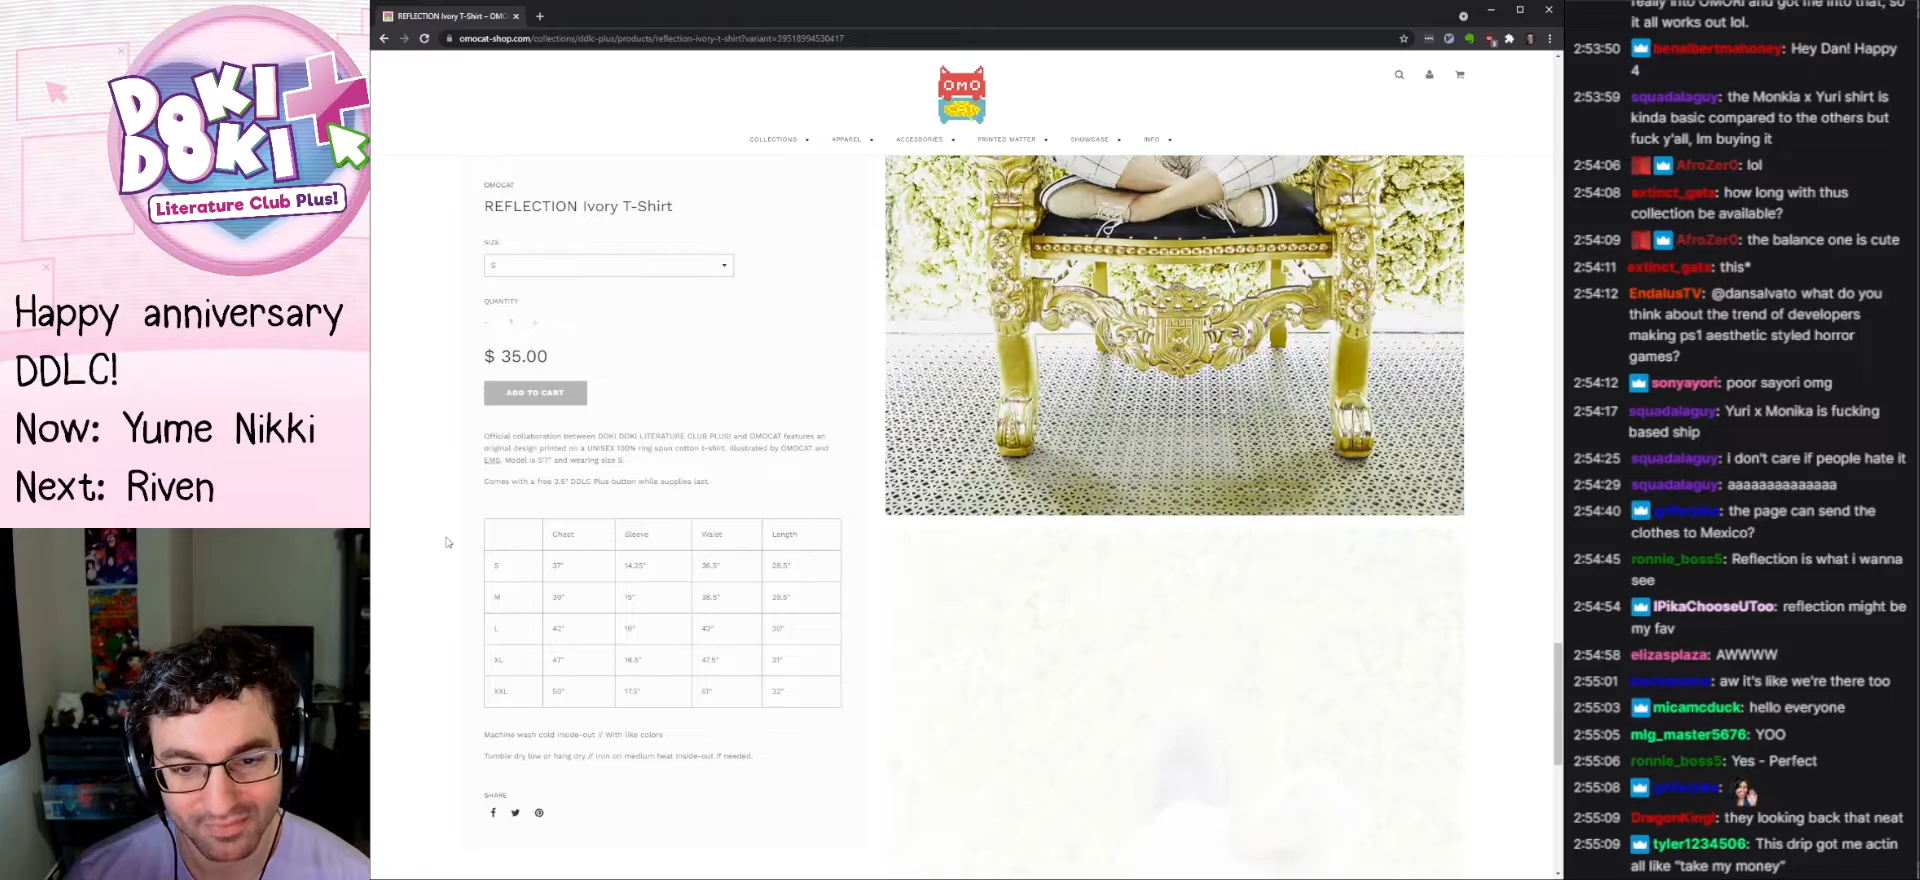 DOKI
DOKI
Literature Club Plus!
Happy anniversary
DDLC!
Now: Yume Nikki
Next: Riven
REFLECTION Ivory T-Shirt – OMO
omocat-shop.com/collections/ddlc-plus/products/reflection-ivory-t-shirt?variant=39518994530417
OMO
CAT
COLLECTIONS
APPAREL
ACCESSORIES
PRINTED MATTER
SHOWCASE
INFO
OMOCAT
REFLECTION Ivory T-Shirt
SIZE
S
QUANTITY
- 1 +
$ 35.00
ADD TO CART
Official collaboration between DOKI DOKI LITERATURE CLUB PLUS! and OMOCAT features an
original design printed on a UNISEX 100% ring spun cotton t-shirt. Illustrated by OMOCAT and
EMS. Model is 5'7" and wearing size S.
Comes with a free 3.5" DDLC Plus button while supplies last.
Chest Sleeve Waist Length
S 37" 14.25" 36.5" 28.5"
M 39" 15" 38.5" 29.5"
L 42" 16" 42" 30"
XL 47" 16.5" 47.5" 31"
XXL 50" 17.5" 51" 32"
Machine wash cold inside-out // With like colors
Tumble dry low or hang dry // Iron on medium heat inside-out if needed.
SHARE
really into OMORI and got me into that, so
it all works out lol.
2:53:50 benalbertmahoney: Hey Dan! Happy
4
2:53:59 squadalaguy: the Monkia x Yuri shirt is
kinda basic compared to the others but
fuck y'all, Im buying it
2:54:06 AfroZer0: lol
2:54:08 extinct_gats: how long with thus
collection be available?
2:54:09 AfroZer0: the balance one is cute
2:54:11 extinct_gats: this*
2:54:12 EndalusTV: @dansalvato what do you
think about the trend of developers
making ps1 aesthetic styled horror
games?
2:54:12 sonyayori: poor sayori omg
2:54:17 squadalaguy: Yuri x Monika is fucking
based ship
2:54:25 squadalaguy: i don't care if people hate it
2:54:29 squadalaguy: aaaaaaaaaaaaaa
2:54:40 the page can send the
clothes to Mexico?
2:54:45 ronnie_boss5: Reflection is what i wanna
see
2:54:54 IPikaChooseUToo: reflection might be
my fav
2:54:58 elizasplaza: AWWWW
2:55:01 aw it's like we're there too
2:55:03 micamcduck: hello everyone
2:55:05 mlg_master5676: YOO
2:55:06 ronnie_boss5: Yes - Perfect
2:55:08
2:55:09 DragonKingI: they looking back that neat
2:55:09 tyler1234506: This drip got me actin
all like "take my money"